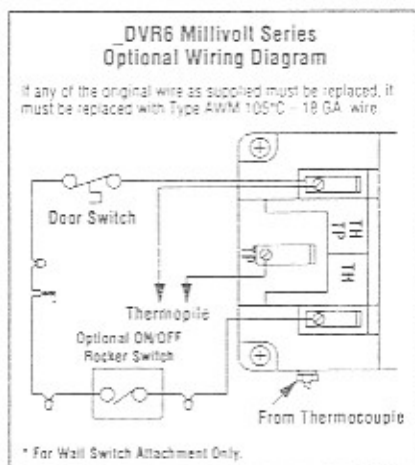 _DVR6 Millivolt Series
Optional Wiring Diagram
If any of the original wire as supplied must be replaced, it
must be replaced with Type AWM 105°C - 18 GA. wire
Door Switch
TH
TP
TH
TP
Thermopile
Optional ON/OFF
Rocker Switch
From Thermocouple
* For Wall Switch Attachment Only.